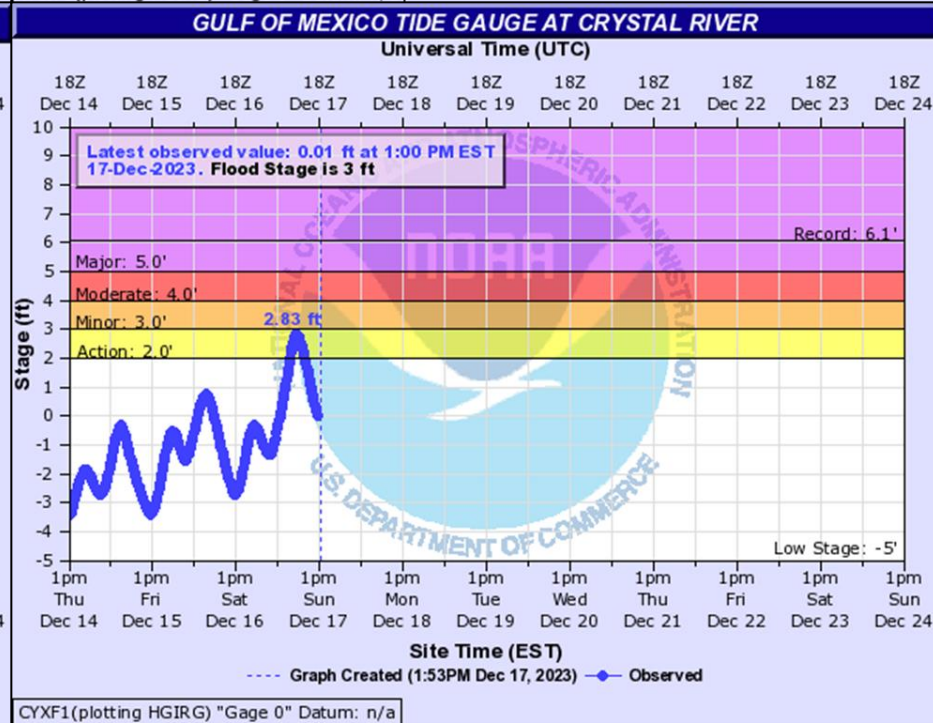 GULF OF MEXICO TIDE GAUGE AT CRYSTAL RIVER
Universal Time (UTC)
18Z 18Z 18Z 18Z 18Z 18Z 18Z 18Z 18Z 18Z 18Z
Dec 14 Dec 15 Dec 16 Dec 17 Dec 18 Dec 19 Dec 20 Dec 21 Dec 22 Dec 23 Dec 24
Latest observed value: 0.01 ft at 1:00 PM EST
17-Dec-2023. Flood Stage is 3 ft
10
9
8
7
6
5
4
3
2
1
0
-1
-2
-3
-4
-5
Stage (ft)
Record: 6.1'
Major: 5.0'
Moderate: 4.0'
Minor: 3.0'
2.83 ft
Action: 2.0'
NATIONAL OCEANIC AND ATMOSPHERIC ADMINISTRATION
NOAA
U.S. DEPARTMENT OF COMMERCE
Low Stage: -5'
1pm 1pm 1pm 1pm 1pm 1pm 1pm 1pm 1pm 1pm 1pm
Thu Fri Sat Sun Mon Tue Wed Thu Fri Sat Sun
Dec 14 Dec 15 Dec 16 Dec 17 Dec 18 Dec 19 Dec 20 Dec 21 Dec 22 Dec 23 Dec 24
Site Time (EST)
Graph Created (1:53PM Dec 17, 2023) Observed
CYXF1(plotting HGIRG) "Gage 0" Datum: n/a